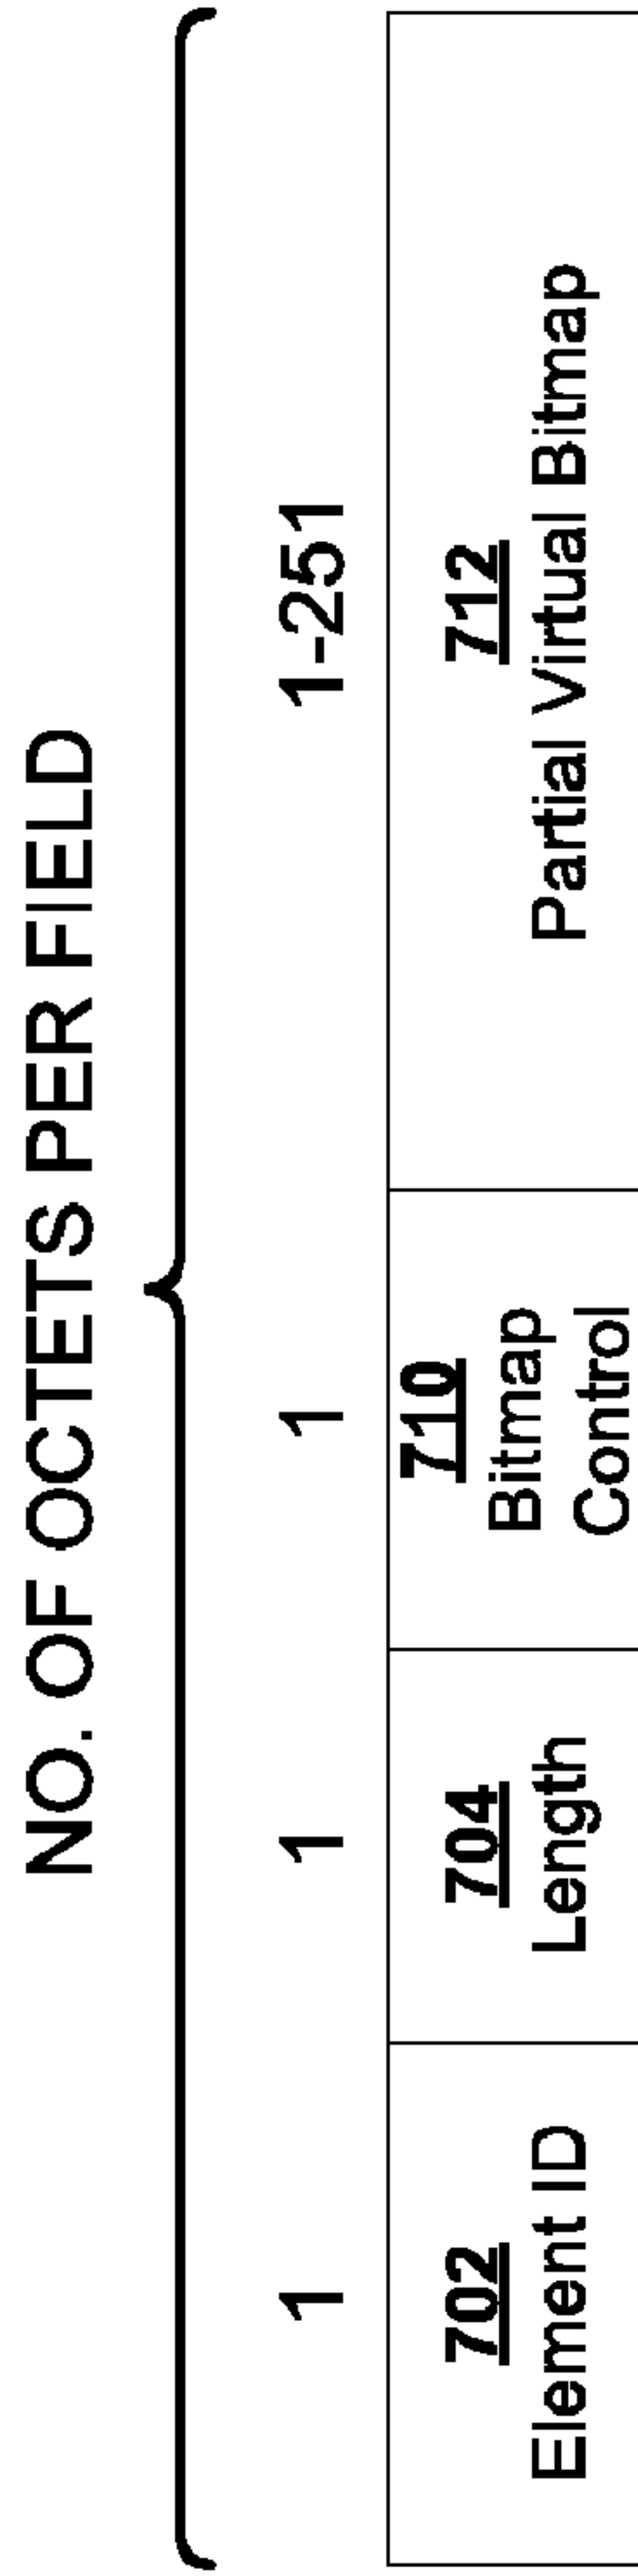 NO. OF OCTETS PER FIELD
1 1 1 1-251
702
Element ID
704
Length
710
Bitmap
Control
712
Partial Virtual Bitmap